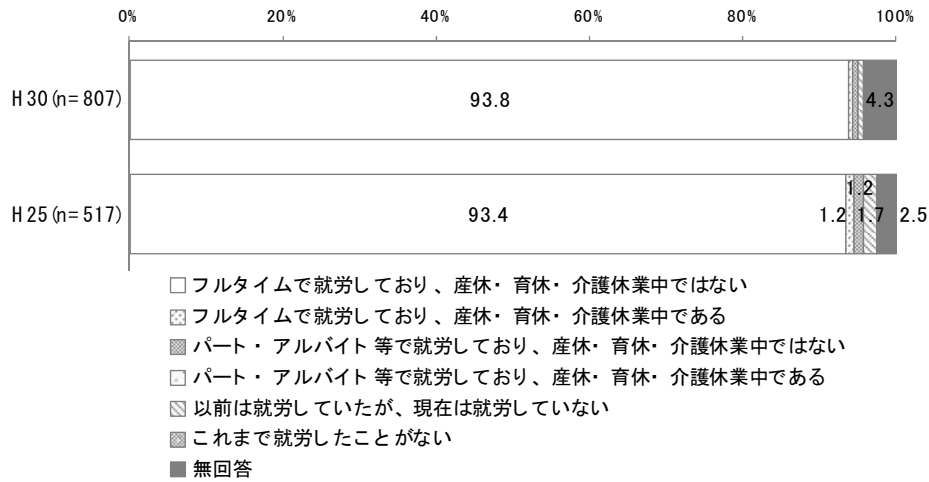 0% 20% 40% 60% 80% 100%
H30(n=807) 93.8 4.3
H25(n=517) 93.4 1.2 1.2 1.7 2.5
フルタイムで就労しており、産休・育休・介護休業中ではない
フルタイムで就労しており、産休・育休・介護休業中である
パート・アルバイト等で就労しており、産休・育休・介護休業中ではない
パート・アルバイト等で就労しており、産休・育休・介護休業中である
以前は就労していたが、現在は就労していない
これまで就労したことがない
無回答